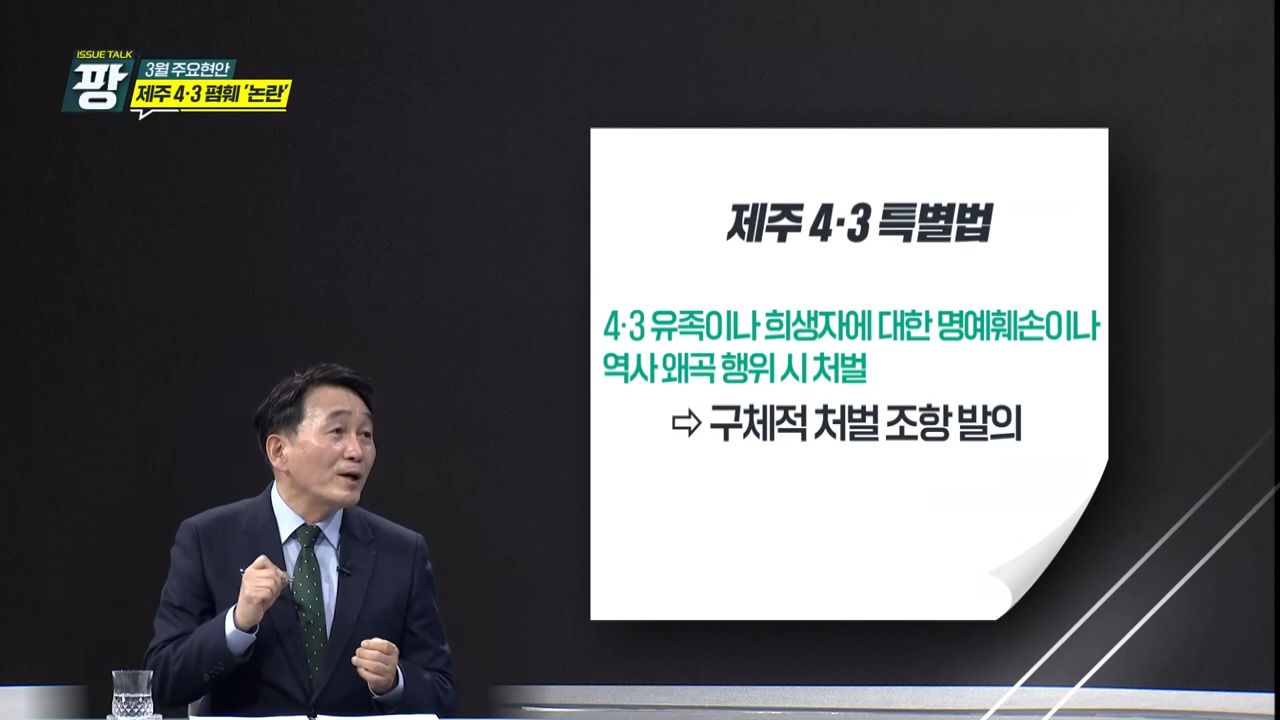 ISSUE TALK
팡
3월 주요현안
제주 4·3 폄훼 '논란'
제주 4·3 특별법
4·3 유족이나 희생자에 대한 명예훼손이나
역사 왜곡 행위 시 처벌
⇨ 구체적 처벌 조항 발의